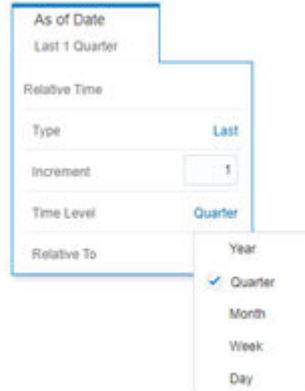 As of Date
Last 1 Quarter
Relative Time
Type Last
Increment 1
Time Level Quarter
Relative To
Year
Quarter
Month
Week
Day